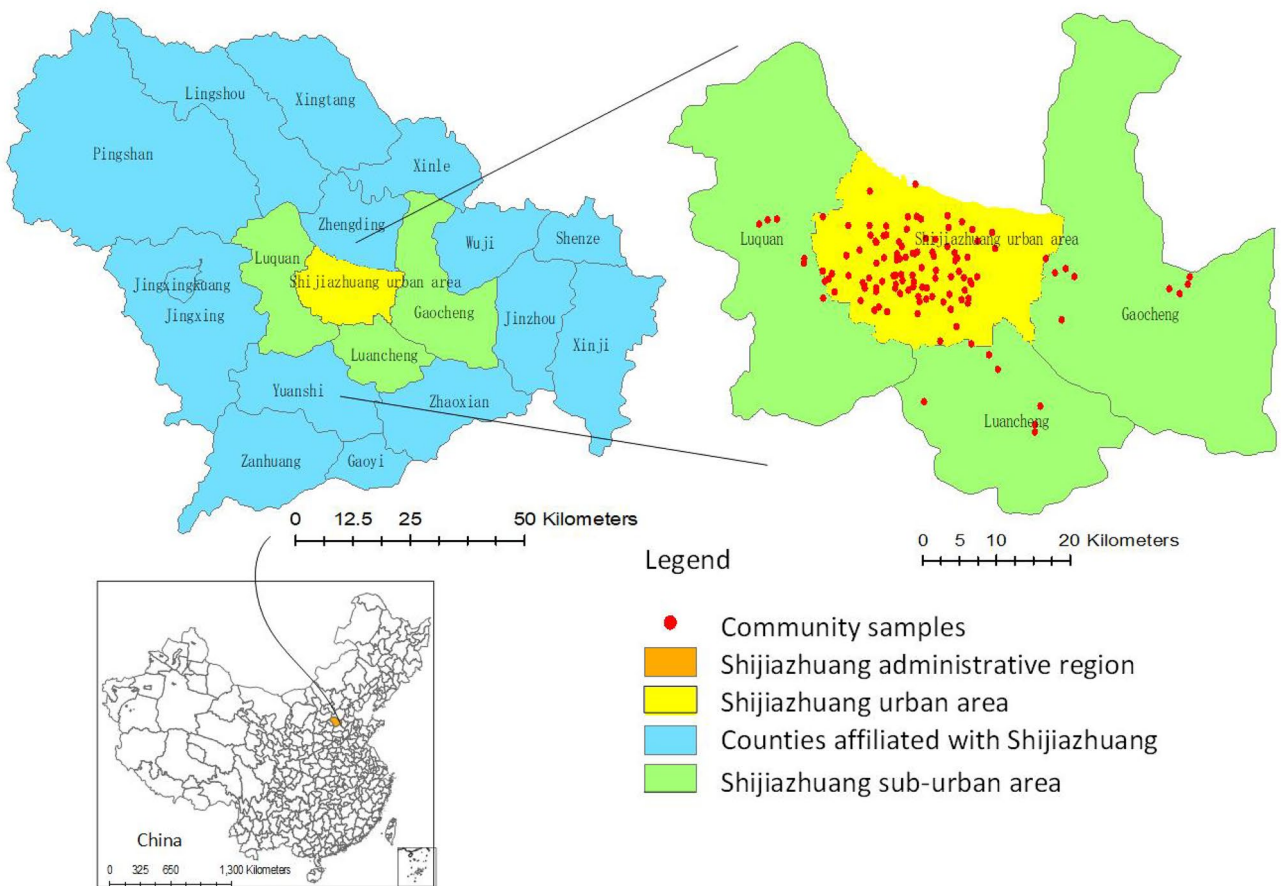 Lingshou
Xingtang
Pingshan
Xinle
Zhengding
Wuji
Shenze
Luquan
Jingxingkuang
Shijiazhuang urban area
Jingxing
Gaocheng
Jinzhou
Xinji
Luancheng
Yuanshi
Zhaoxian
Zanhuang
Gaoyi
0 12.5 25 50 Kilometers
Luquan
Shijiazhuang urban area
Gaocheng
Luancheng
0 5 10 20 Kilometers
Legend
Community samples
Shijiazhuang administrative region
Shijiazhuang urban area
Counties affiliated with Shijiazhuang
Shijiazhuang sub-urban area
China
0 325 650 1,300 Kilometers